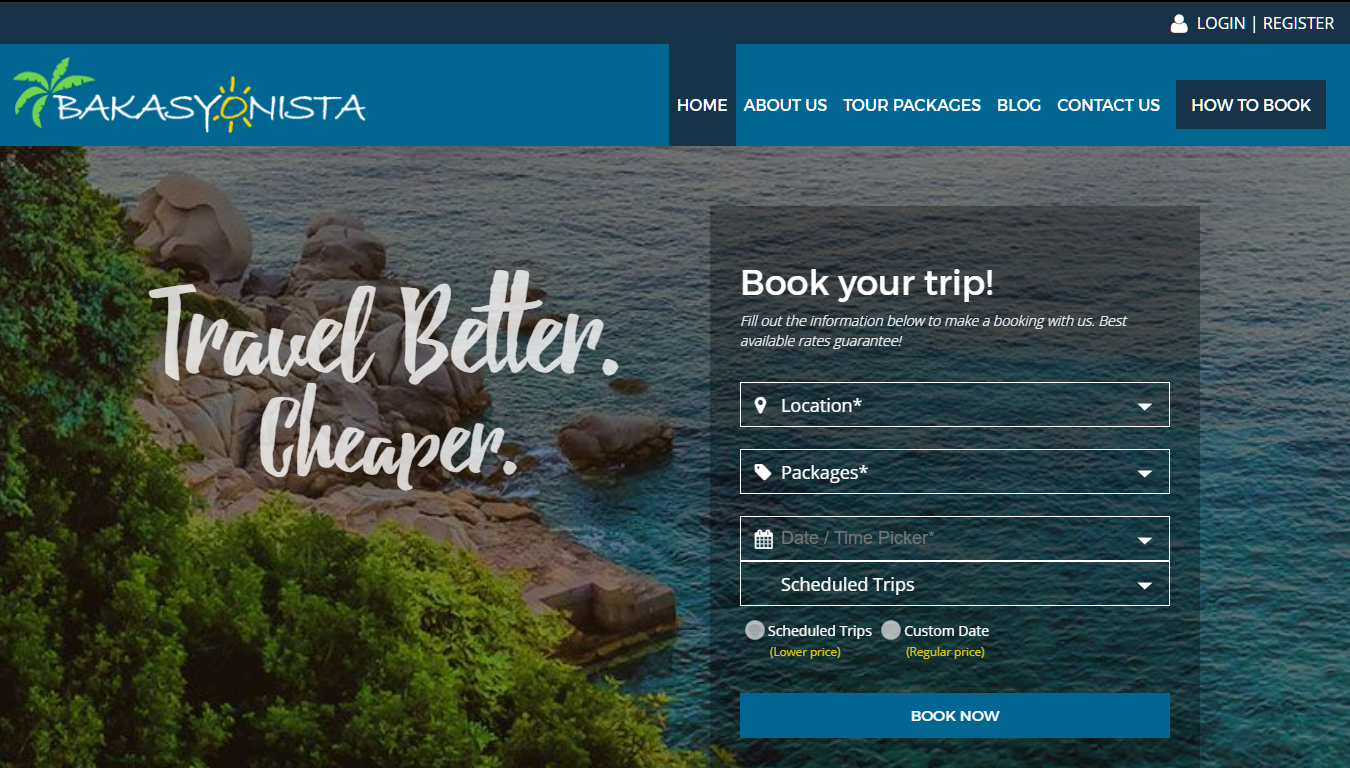 LOGIN | REGISTER
BAKASYONISTA
HOME ABOUT US TOUR PACKAGES BLOG CONTACT US HOW TO BOOK
Travel Better.
Cheaper.
Book your trip!
Fill out the information below to make a booking with us. Best
available rates guarantee!
Location*
Packages*
Date / Time Picker*
Scheduled Trips
Scheduled Trips Custom Date
(Lower price) (Regular price)
BOOK NOW